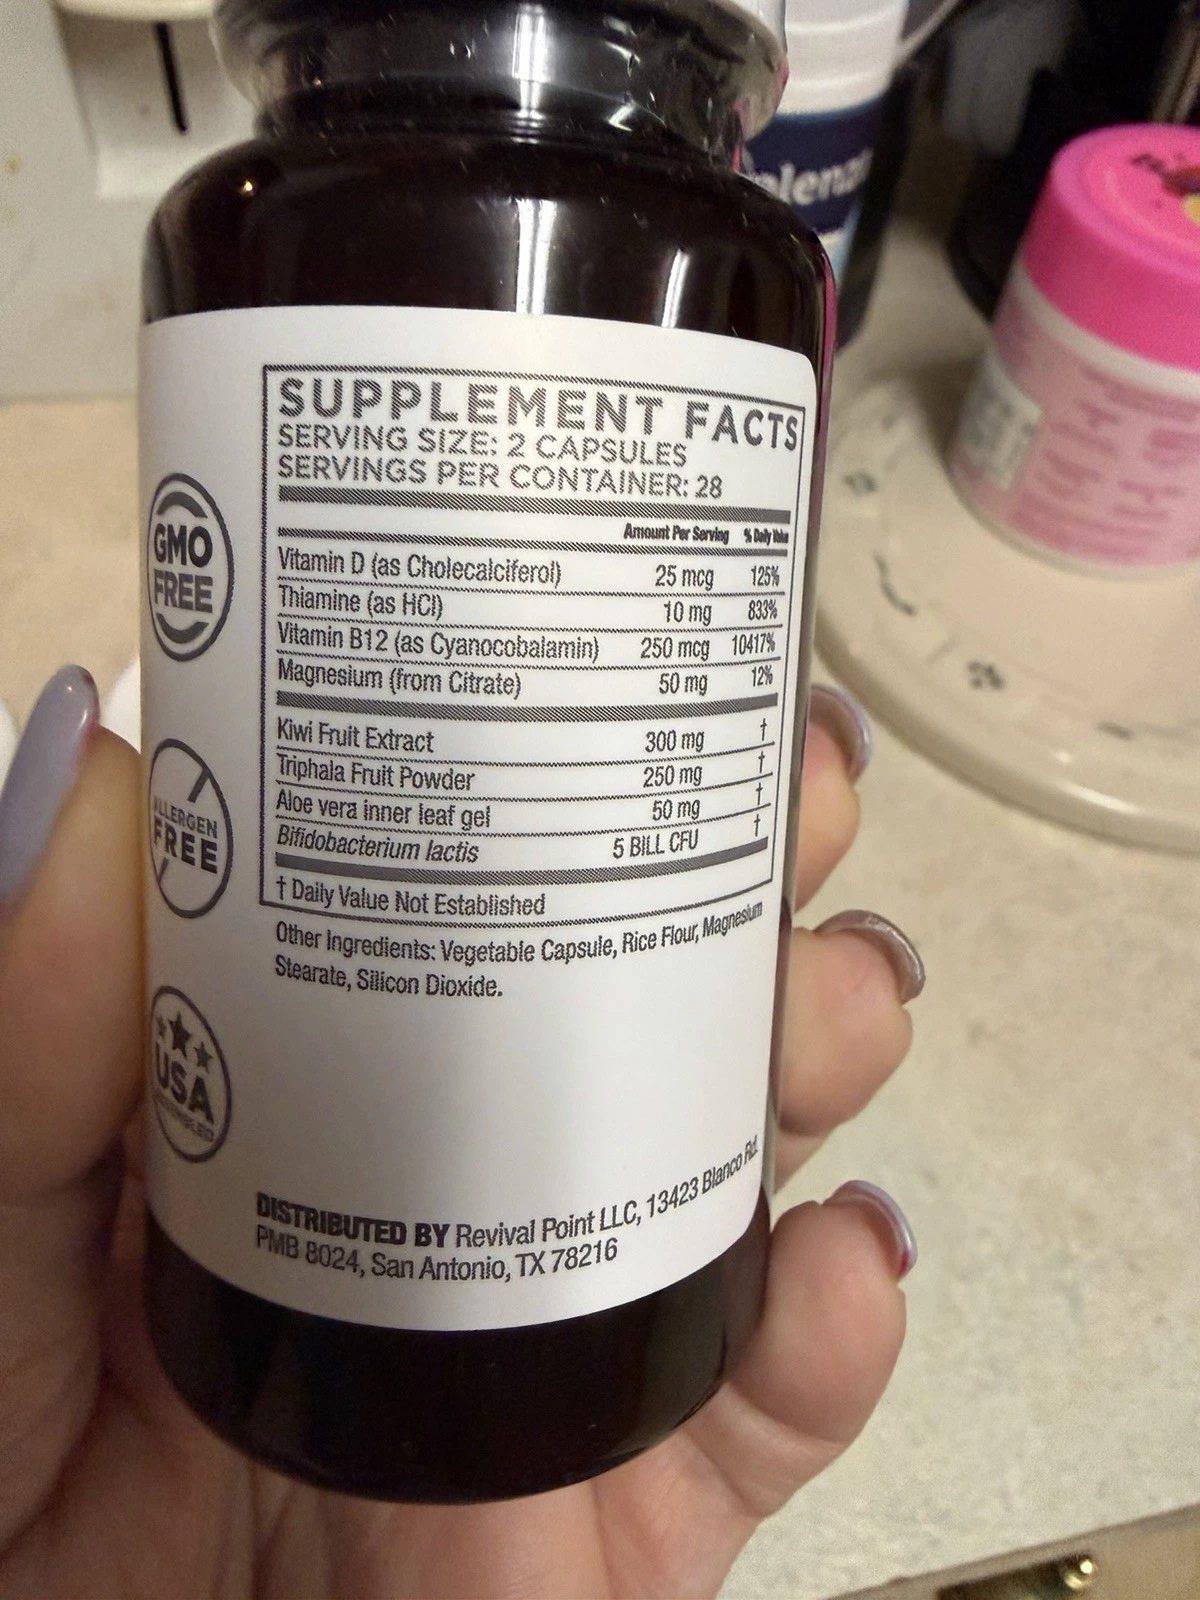 SUPPLEMENT FACTS
SERVING SIZE: 2 CAPSULES
SERVINGS PER CONTAINER: 28
Amount Per Serving % Daily Value
Vitamin D (as Cholecalciferol) 25 mcg 125%
Thiamine (as HCl) 10 mg 833%
Vitamin B12 (as Cyanocobalamin) 250 mcg 10417%
Magnesium (from Citrate) 50 mg 12%
Kiwi Fruit Extract 300 mg †
Triphala Fruit Powder 250 mg †
Aloe vera inner leaf gel 50 mg †
Bifidobacterium lactis 5 BILL CFU †
† Daily Value Not Established
Other Ingredients: Vegetable Capsule, Rice Flour, Magnesium
Stearate, Silicon Dioxide.
GMO
FREE
ALLERGEN
FREE
USA
DISTRIBUTED BY Revival Point LLC, 13423 Blanco Rd.
PMB 8024, San Antonio, TX 78216